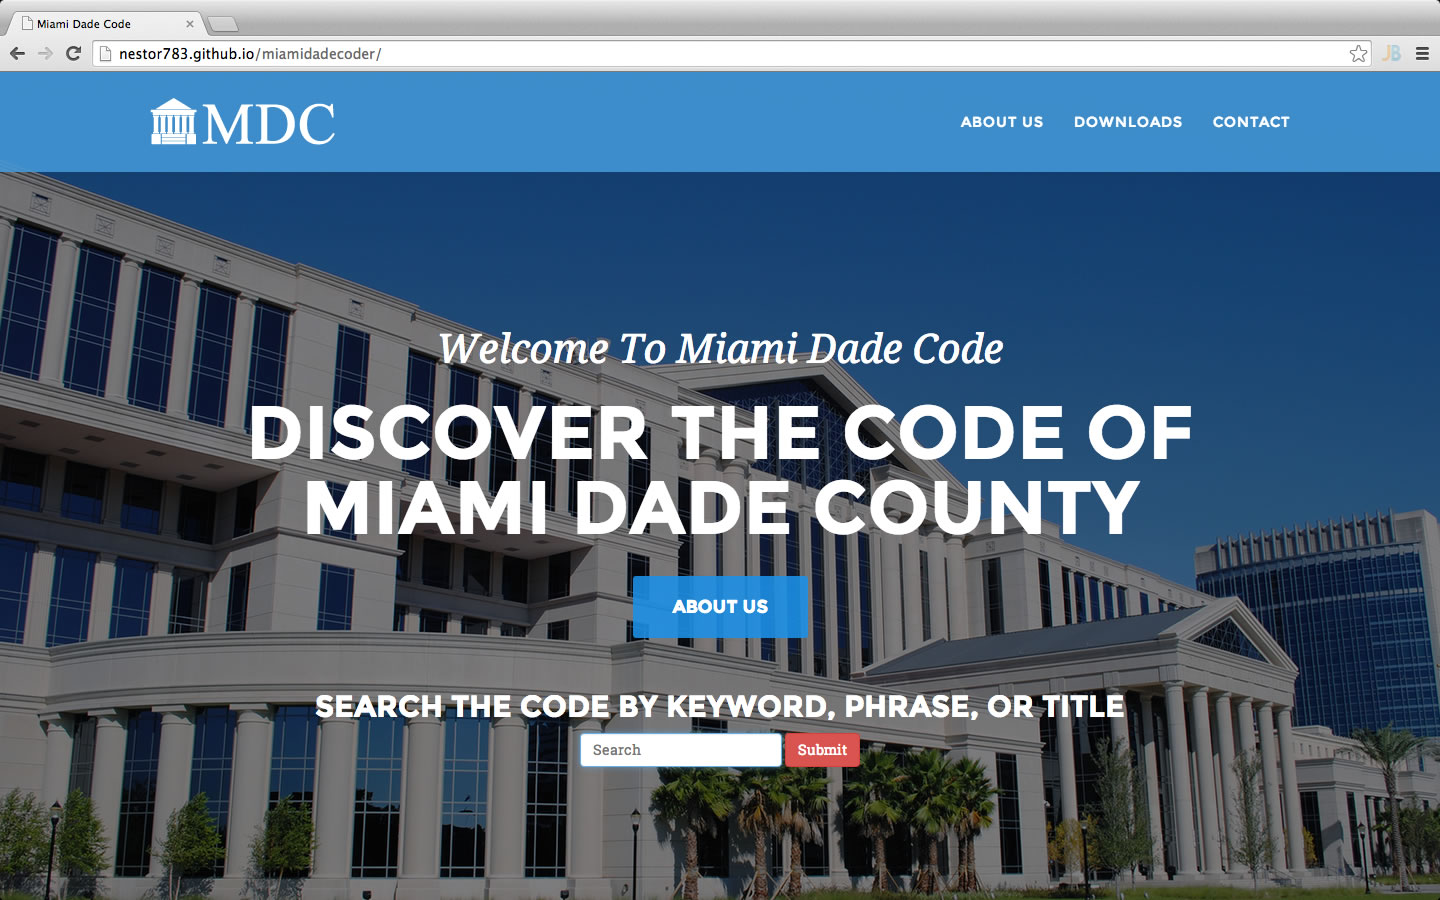 Miami Dade Code
nestor783.github.io/miamidadecoder/
JB
MDC
ABOUT US
DOWNLOADS
CONTACT
Welcome To Miami Dade Code
DISCOVER THE CODE OF
MIAMI DADE COUNTY
ABOUT US
SEARCH THE CODE BY KEYWORD, PHRASE, OR TITLE
Search
Submit